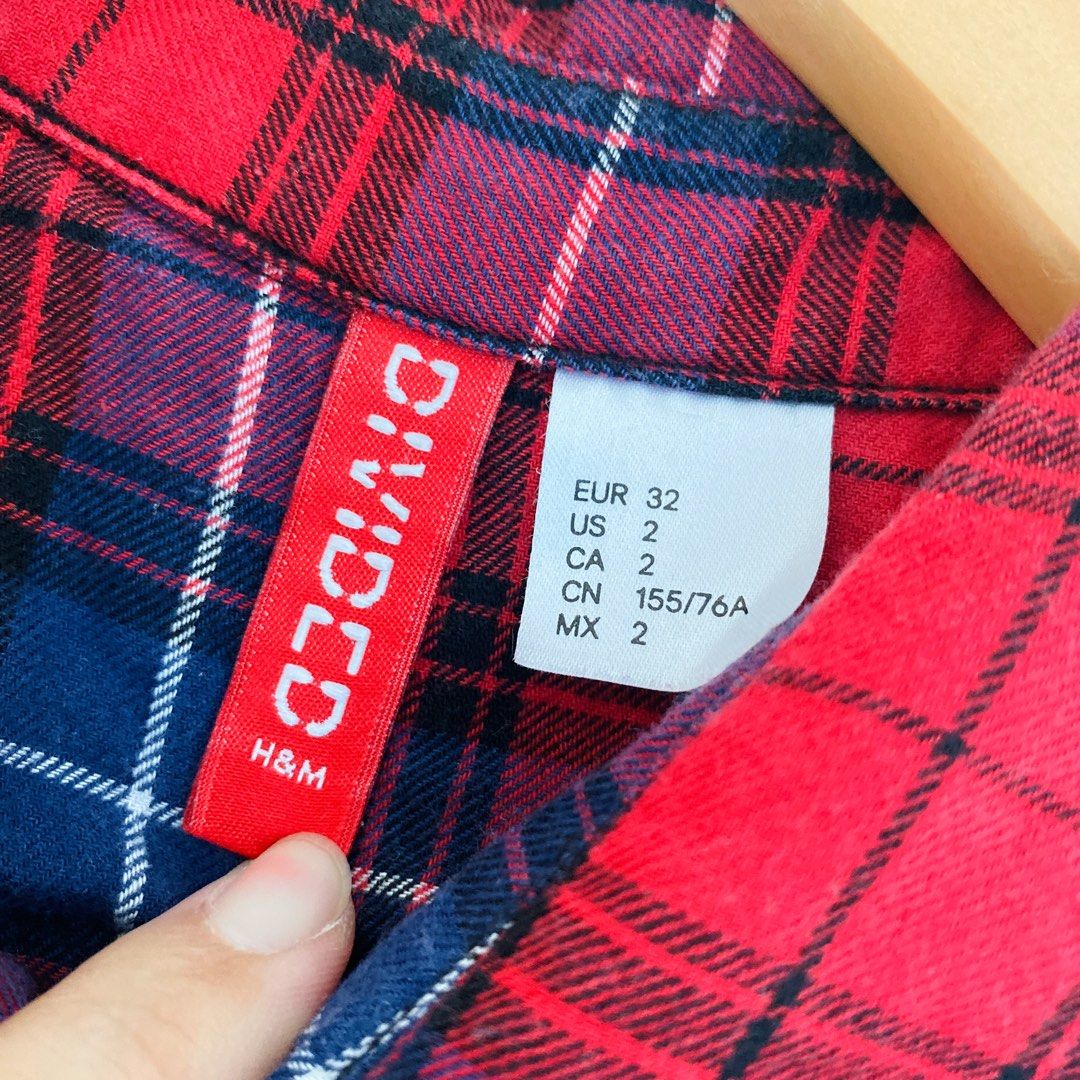 DIVIDED
H&M
EUR 32
US 2
CA 2
CN 155/76A
MX 2